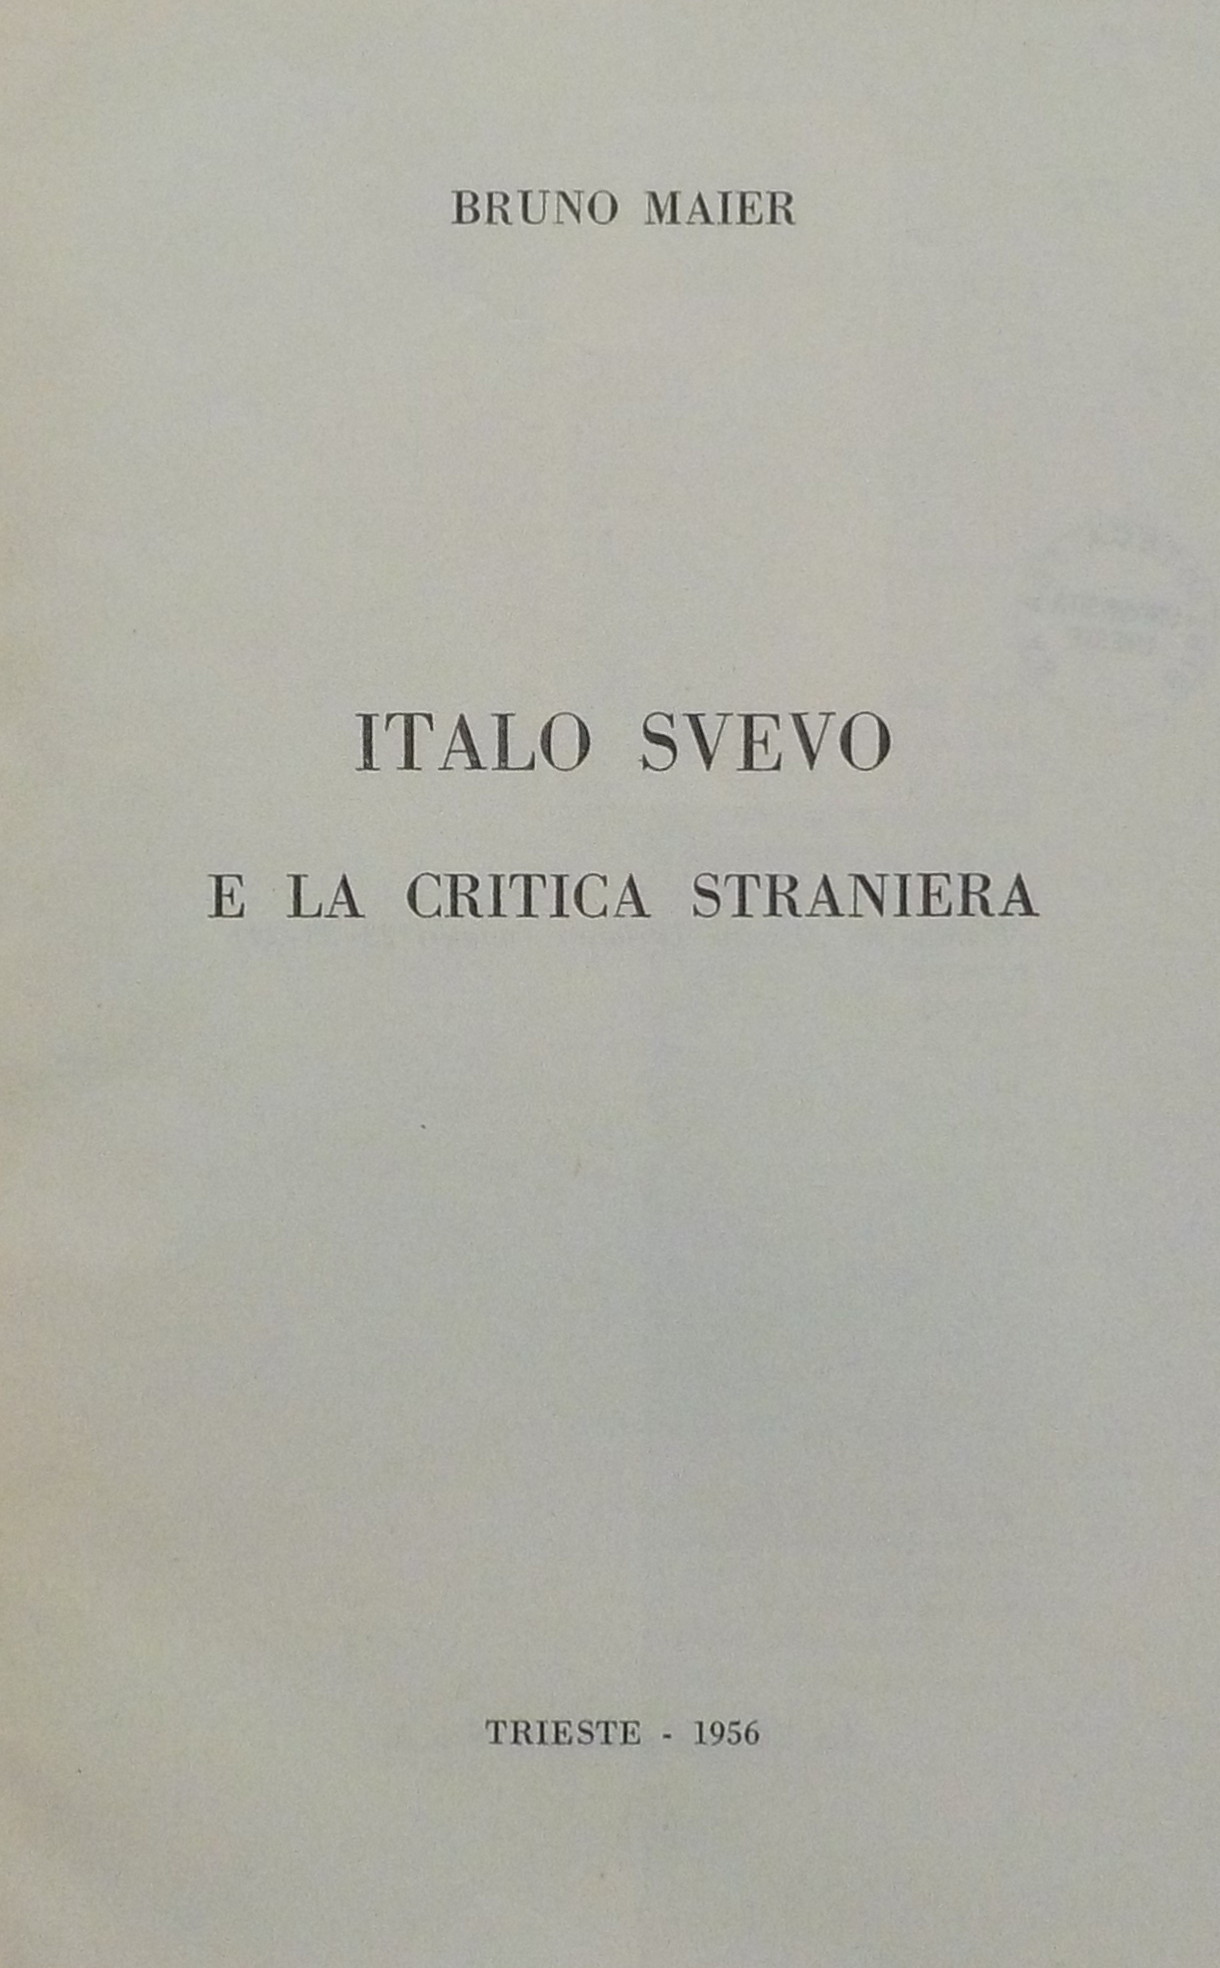 BRUNO MAIER
ITALO SVEVO
E LA CRITICA STRANIERA
TRIESTE - 1956